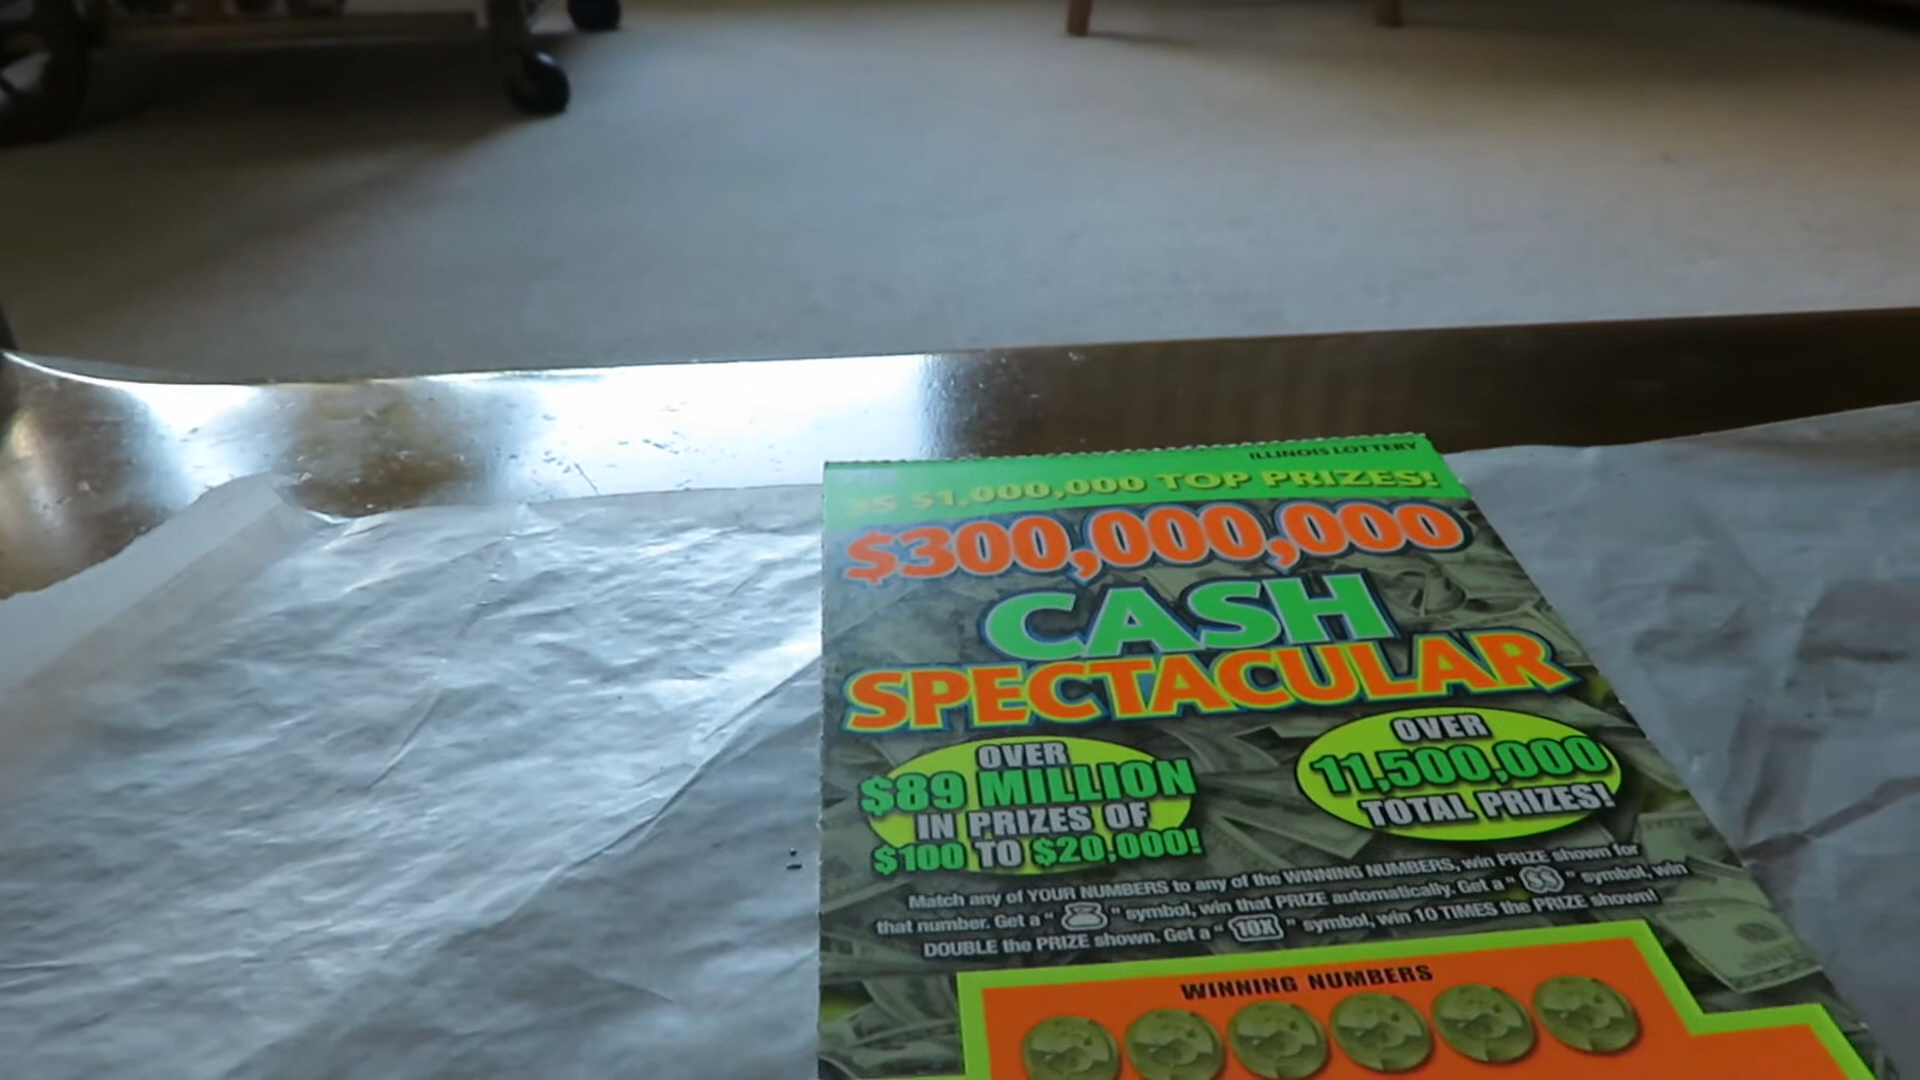 ILLINOIS LOTTERY
$1,000,000 TOP PRIZES!
$300,000,000
CASH
SPECTACULAR
OVER
$89 MILLION
IN PRIZES OF
$100 TO $20,000!
OVER
11,500,000
TOTAL PRIZES!
Match any of YOUR NUMBERS to any of the WINNING NUMBERS, win PRIZE shown for
that number. Get a " " symbol, win that PRIZE automatically. Get a " $$ " symbol, win
DOUBLE the PRIZE shown. Get a " 10X " symbol, win 10 TIMES the PRIZE shown!
WINNING NUMBERS